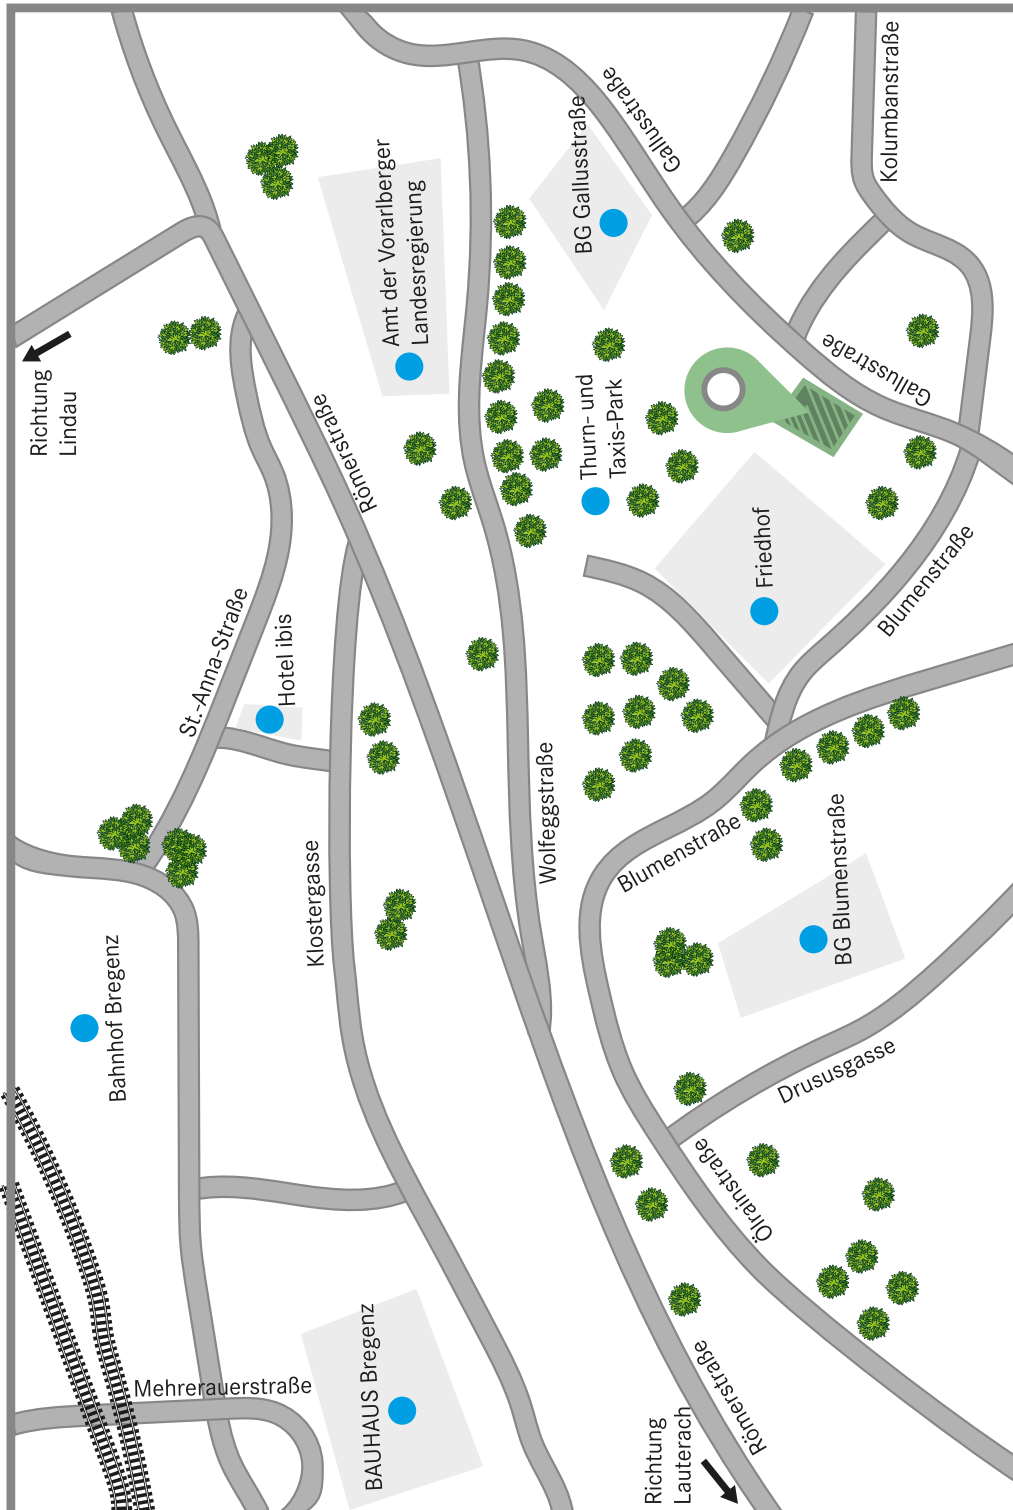 Kolumbanstraße
Gallusstraße
BG Gallusstraße
Amt der Vorarlberger
Landesregierung
Gallusstraße
Richtung
Lindau
Römerstraße
Thurn- und
Taxis-Park
Friedhof
Blumenstraße
St.-Anna-Straße
Hotel ibis
Wolfeggstraße
Blumenstraße
BG Blumenstraße
Klostergasse
Bahnhof Bregenz
Drususgasse
Ölrainstraße
BAUHAUS Bregenz
Mehrerauerstraße
Römerstraße
Richtung
Lauterach